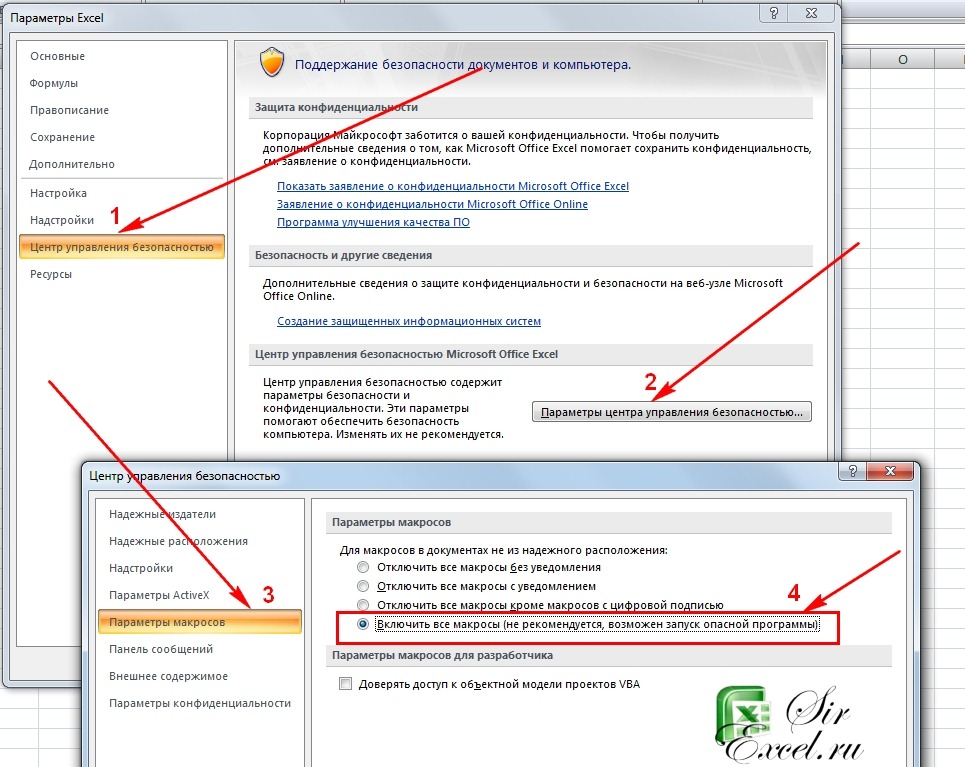 Параметры Excel
Основные
Формулы
Правописание
Сохранение
Дополнительно
Настройка
Надстройки
1
Центр управления безопасностью
Ресурсы
Поддержание безопасности документов и компьютера.
Защита конфиденциальности
Корпорация Майкрософт заботится о вашей конфиденциальности. Чтобы получить
дополнительные сведения о том, как Microsoft Office Excel помогает сохранить конфиденциальность,
см. заявление о конфиденциальности.
Показать заявление о конфиденциальности Microsoft Office Excel
Заявление о конфиденциальности Microsoft Office Online
Программа улучшения качества ПО
Безопасность и другие сведения
Дополнительные сведения о защите конфиденциальности и безопасности на веб-узле Microsoft
Office Online.
Создание защищенных информационных систем
Центр управления безопасностью Microsoft Office Excel
Центр управления безопасностью содержит
параметры безопасности и
конфиденциальности. Эти параметры
помогают обеспечить безопасность
компьютера. Изменять их не рекомендуется.
2
Параметры центра управления безопасностью...
O
Центр управления безопасностью
Надежные издатели
Надежные расположения
Надстройки
Параметры ActiveX
3
Параметры макросов
Панель сообщений
Внешнее содержимое
Параметры конфиденциальности
Параметры макросов
Для макросов в документах не из надежного расположения:
Отключить все макросы без уведомления
Отключить все макросы с уведомлением
Отключить все макросы кроме макросов с цифровой подписью
4
Включить все макросы (не рекомендуется, возможен запуск опасной программы)
Параметры макросов для разработчика
Доверять доступ к объектной модели проектов VBA
Sir
Excel.ru